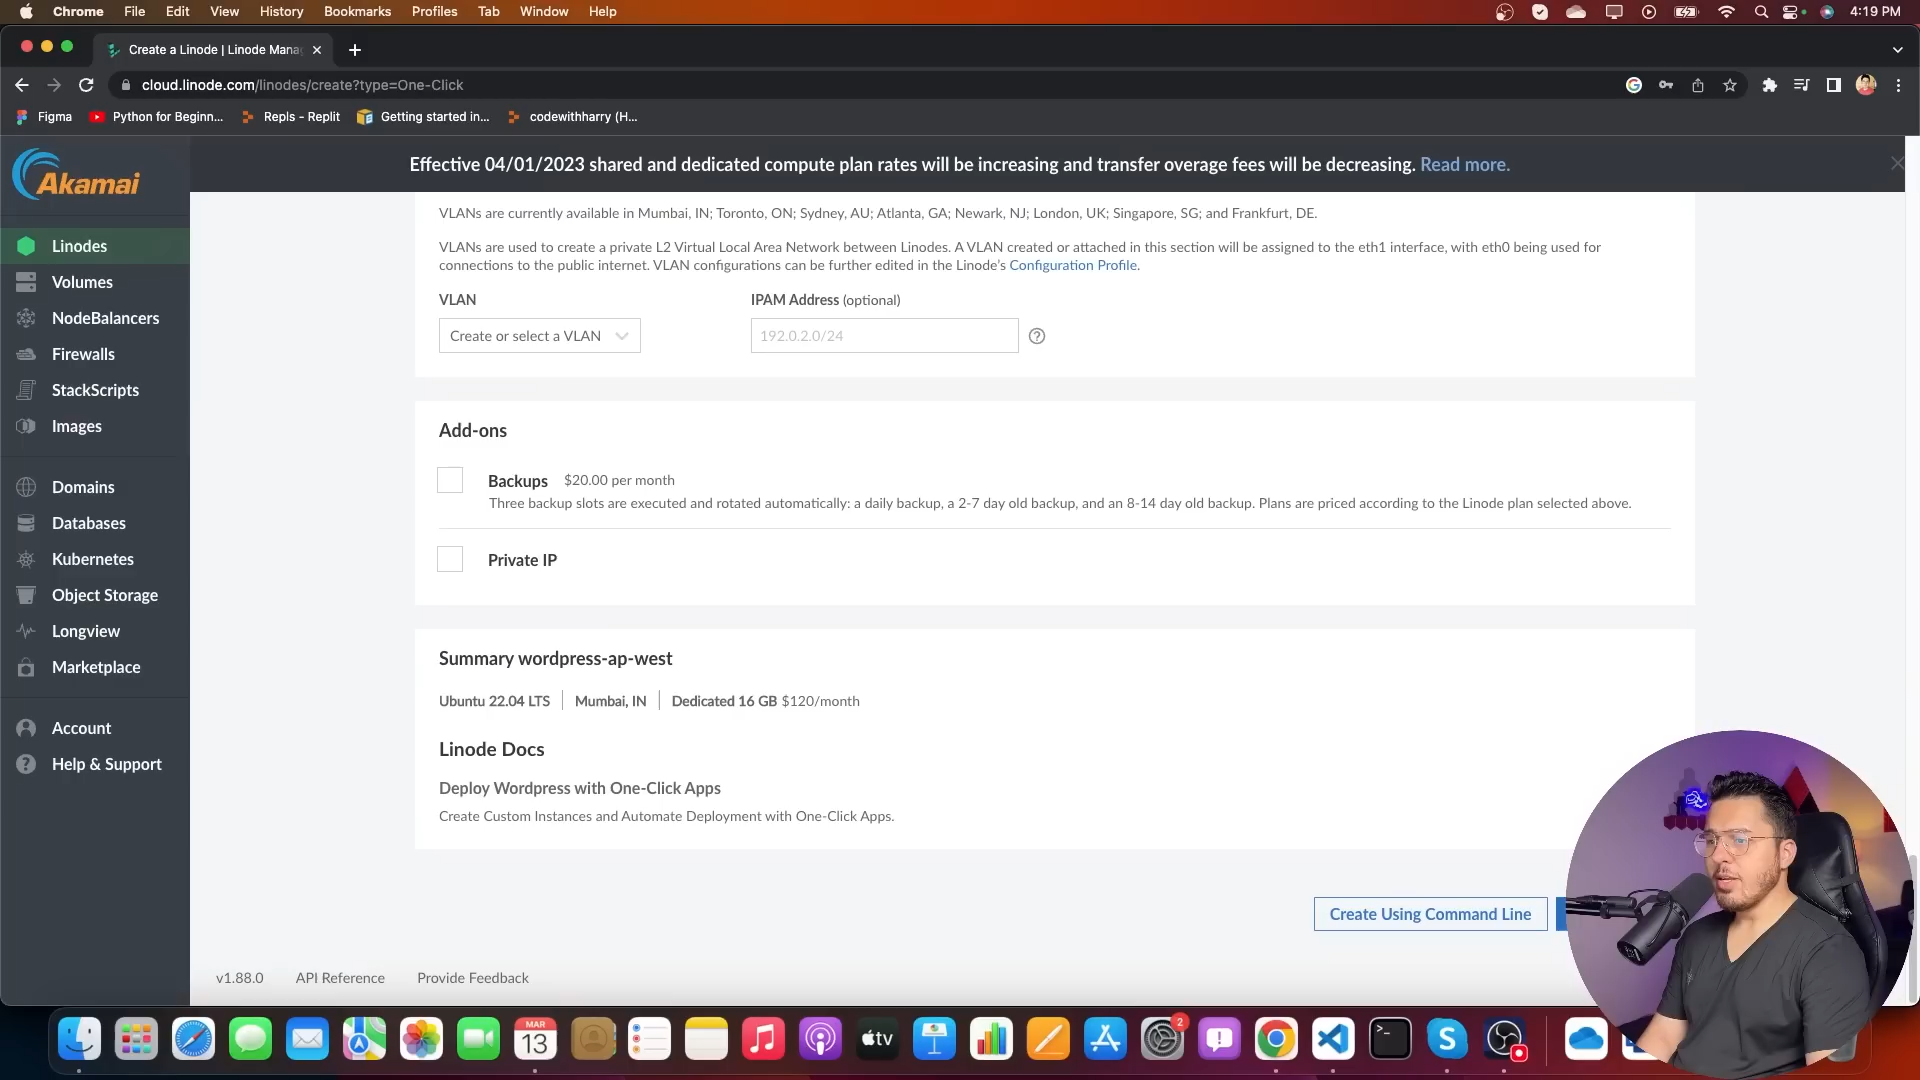 Chrome File Edit View History Bookmarks Profiles Tab Window Help 4:19 PM
Create a Linode | Linode Mana
cloud.linode.com/linodes/create?type=One-Click
Figma Python for Beginn... Repls - Replit Getting started in... codewithharry (H...
Akamai
Effective 04/01/2023 shared and dedicated compute plan rates will be increasing and transfer overage fees will be decreasing. Read more.
Linodes
Volumes
NodeBalancers
Firewalls
StackScripts
Images
Domains
Databases
Kubernetes
Object Storage
Longview
Marketplace
Account
Help & Support
VLANs are currently available in Mumbai, IN; Toronto, ON; Sydney, AU; Atlanta, GA; Newark, NJ; London, UK; Singapore, SG; and Frankfurt, DE.
VLANs are used to create a private L2 Virtual Local Area Network between Linodes. A VLAN created or attached in this section will be assigned to the eth1 interface, with eth0 being used for
connections to the public internet. VLAN configurations can be further edited in the Linode's Configuration Profile.
VLAN IPAM Address (optional)
Create or select a VLAN 192.0.2.0/24
Add-ons
Backups $20.00 per month
Three backup slots are executed and rotated automatically: a daily backup, a 2-7 day old backup, and an 8-14 day old backup. Plans are priced according to the Linode plan selected above.
Private IP
Summary wordpress-ap-west
Ubuntu 22.04 LTS Mumbai, IN Dedicated 16 GB $120/month
Linode Docs
Deploy Wordpress with One-Click Apps
Create Custom Instances and Automate Deployment with One-Click Apps.
Create Using Command Line
v1.88.0 API Reference Provide Feedback
MAR
13
tv
2